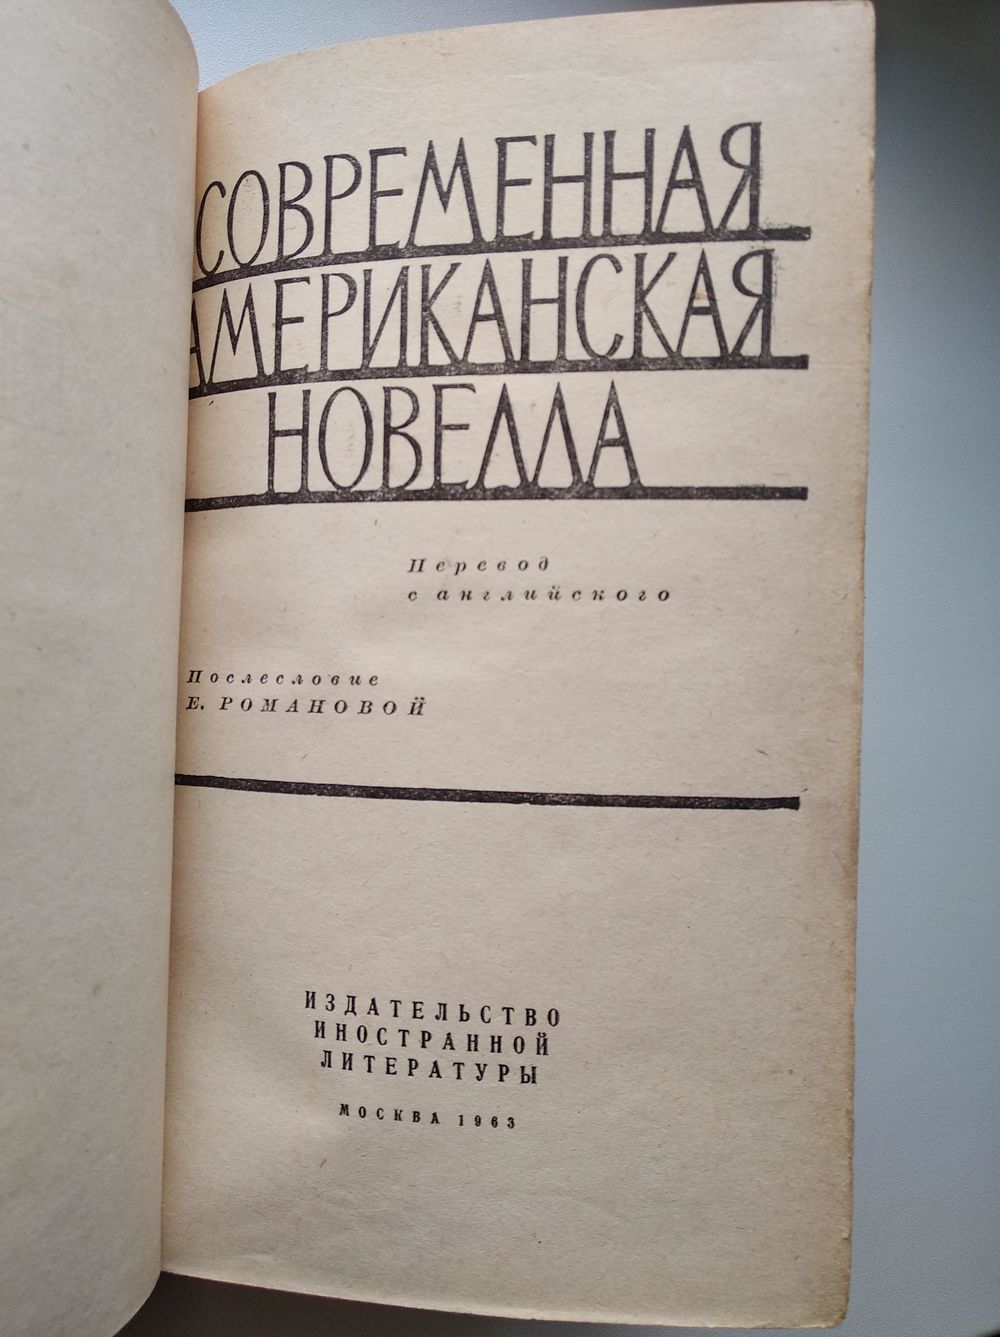 СОВРЕМЕННАЯ
АМЕРИКАНСКАЯ
НОВЕЛЛА
Перевод
с английского
Послесловие
Е. РОМАНОВОЙ
ИЗДАТЕЛЬСТВО
ИНОСТРАННОЙ
ЛИТЕРАТУРЫ
МОСКВА 1963